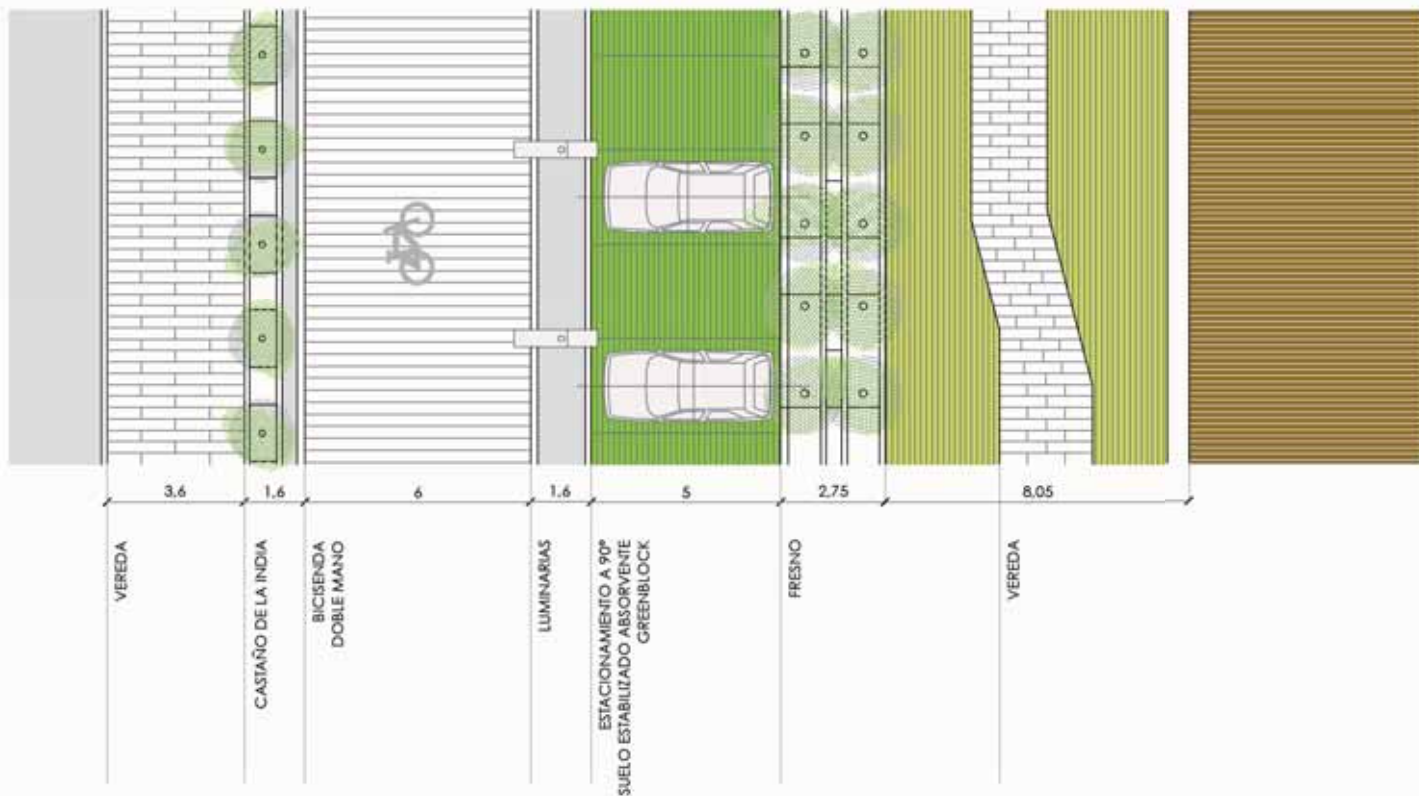 3,6
1,6
6
1,6
5
2,75
8,05
VEREDA
CASTAÑO DE LA INDIA
BICISENDA
DOBLE MANO
LUMINARIAS
ESTACIONAMIENTO A 90º
SUELO ESTABILIZADO ABSORVENTE
GREENBLOCK
FRESNO
VEREDA